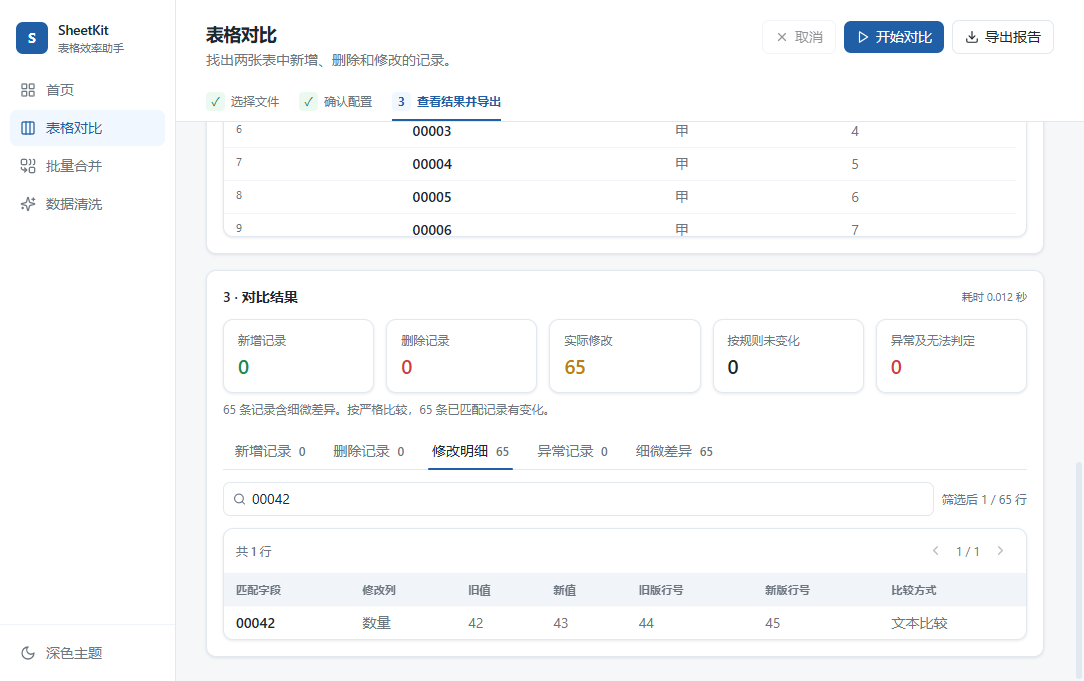 S
SheetKit
表格效率助手
首页
表格对比
批量合并
数据清洗
深色主题
表格对比
找出两张表中新增、删除和修改的记录。
取消
开始对比
导出报告
✓ 选择文件 ✓ 确认配置 3 查看结果并导出
6 00003 甲 4
7 00004 甲 5
8 00005 甲 6
9 00006 甲 7
3 · 对比结果 耗时 0.012 秒
新增记录 删除记录 实际修改 按规则未变化 异常及无法判定
0 0 65 0 0
65 条记录含细微差异。按严格比较，65 条已匹配记录有变化。
新增记录 0 删除记录 0 修改明细 65 异常记录 0 细微差异 65
00042 筛选后 1 / 65 行
共 1 行 1 / 1
匹配字段 修改列 旧值 新值 旧版行号 新版行号 比较方式
00042 数量 42 43 44 45 文本比较